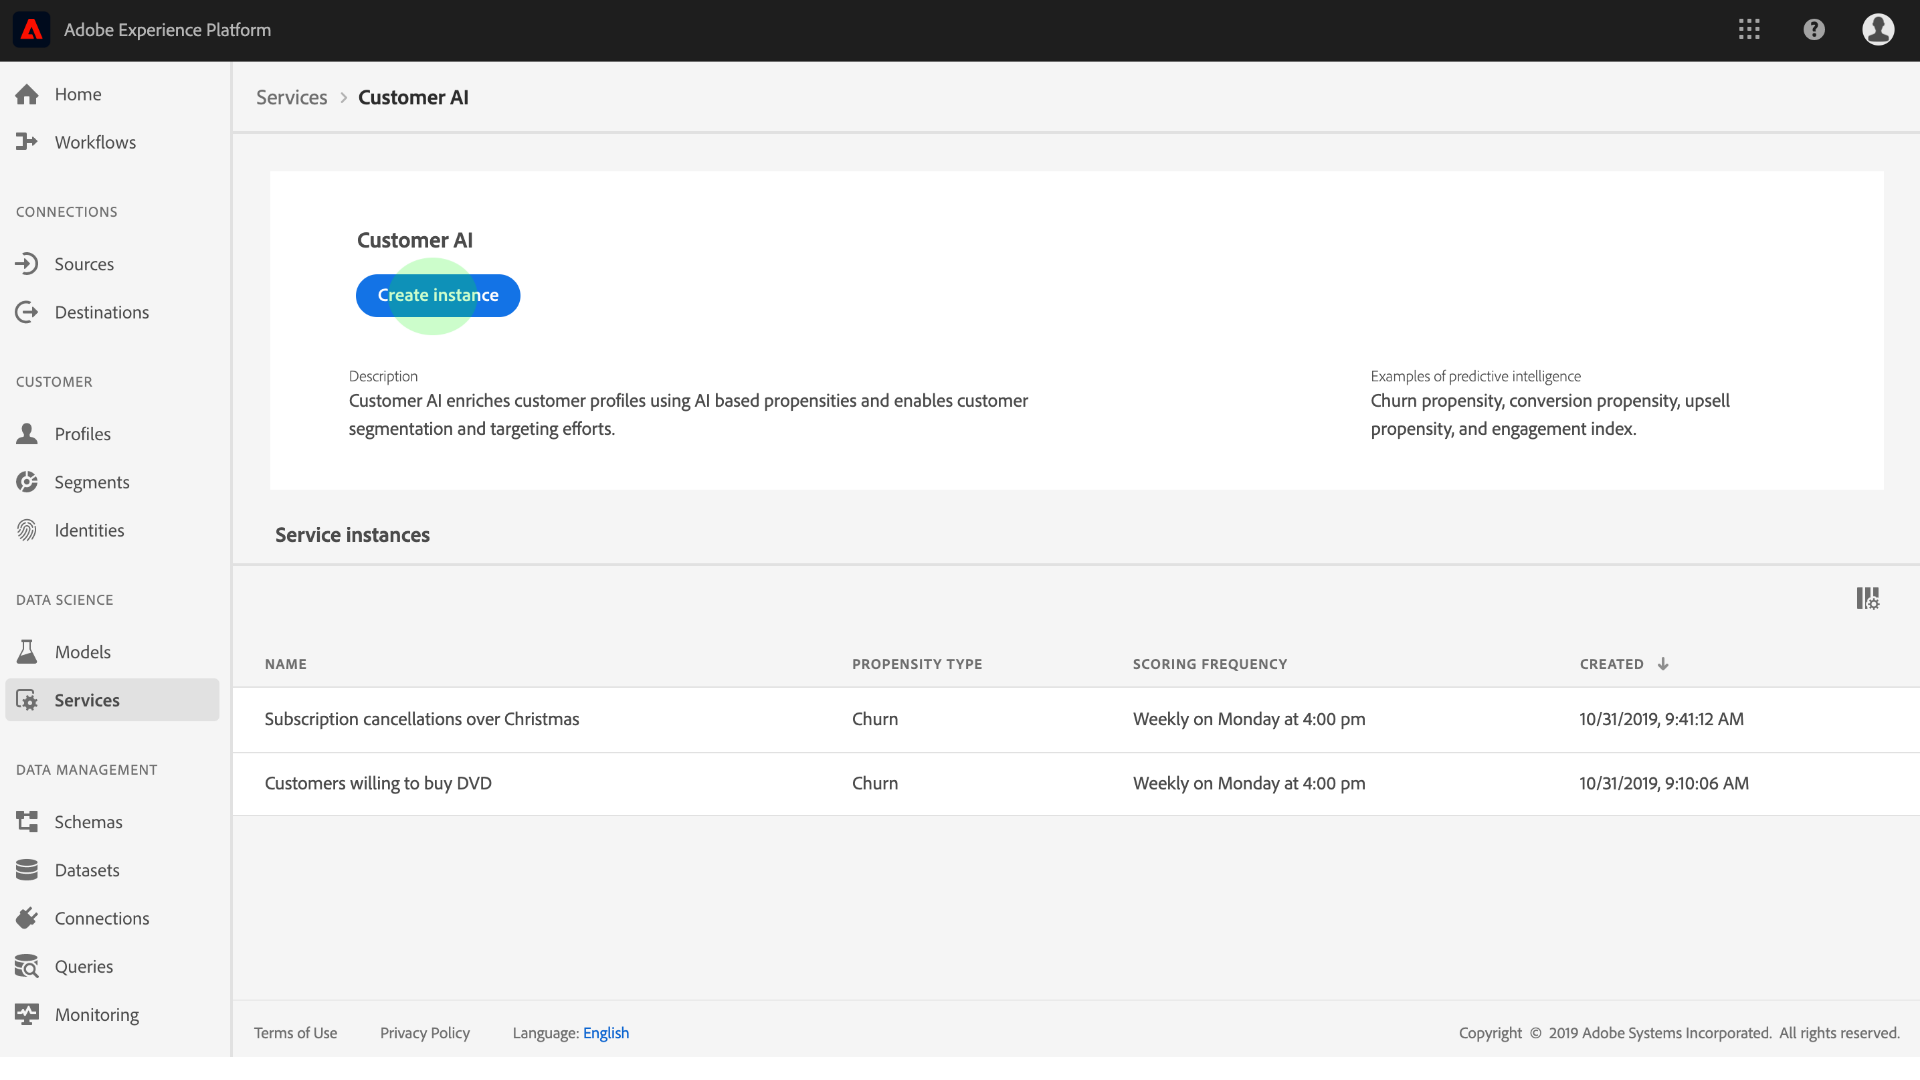 Adobe Experience Platform
Home
Workflows
CONNECTIONS
Sources
Destinations
CUSTOMER
Profiles
Segments
Identities
DATA SCIENCE
Models
Services
DATA MANAGEMENT
Schemas
Datasets
Connections
Queries
Monitoring
Services > Customer AI
Customer AI
Create instance
Description
Customer AI enriches customer profiles using AI based propensities and enables customer
segmentation and targeting efforts.
Examples of predictive intelligence
Churn propensity, conversion propensity, upsell
propensity, and engagement index.
Service instances
NAME PROPENSITY TYPE SCORING FREQUENCY CREATED ↓
Subscription cancellations over Christmas Churn Weekly on Monday at 4:00 pm 10/31/2019, 9:41:12 AM
Customers willing to buy DVD Churn Weekly on Monday at 4:00 pm 10/31/2019, 9:10:06 AM
Terms of Use Privacy Policy Language: English Copyright © 2019 Adobe Systems Incorporated. All rights reserved.